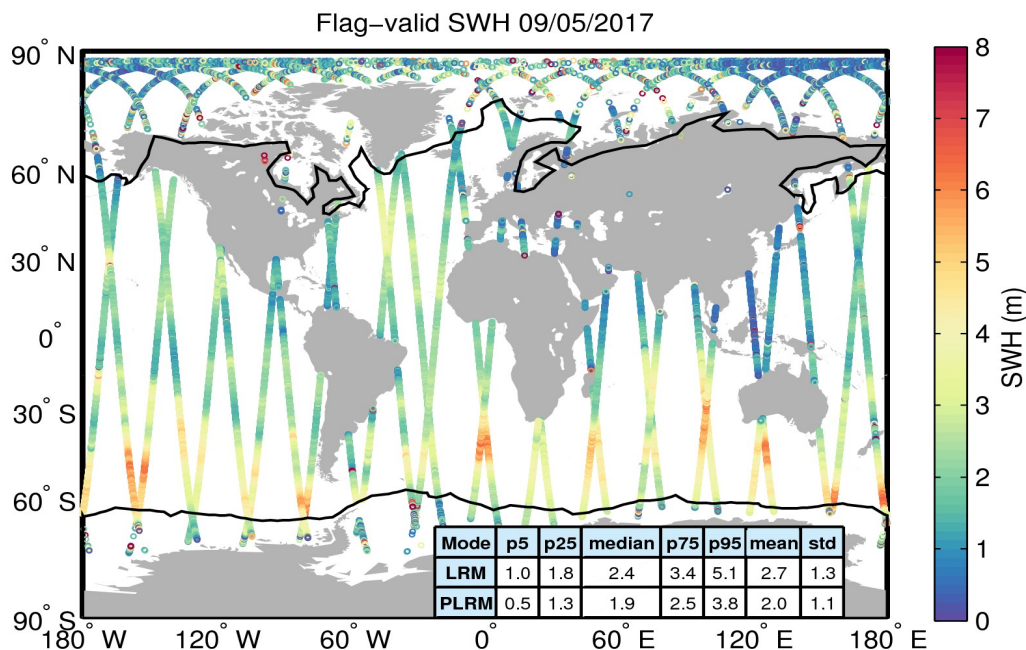 Flag−valid SWH 09/05/2017
90° N
60° N
30° N
0°
30° S
60° S
90° S
180° W
120° W
60° W
0°
60° E
120° E
180° E
8
7
6
5
4
3
2
1
0
SWH (m)
Mode p5 p25 median p75 p95 mean std
LRM 1.0 1.8 2.4 3.4 5.1 2.7 1.3
PLRM 0.5 1.3 1.9 2.5 3.8 2.0 1.1